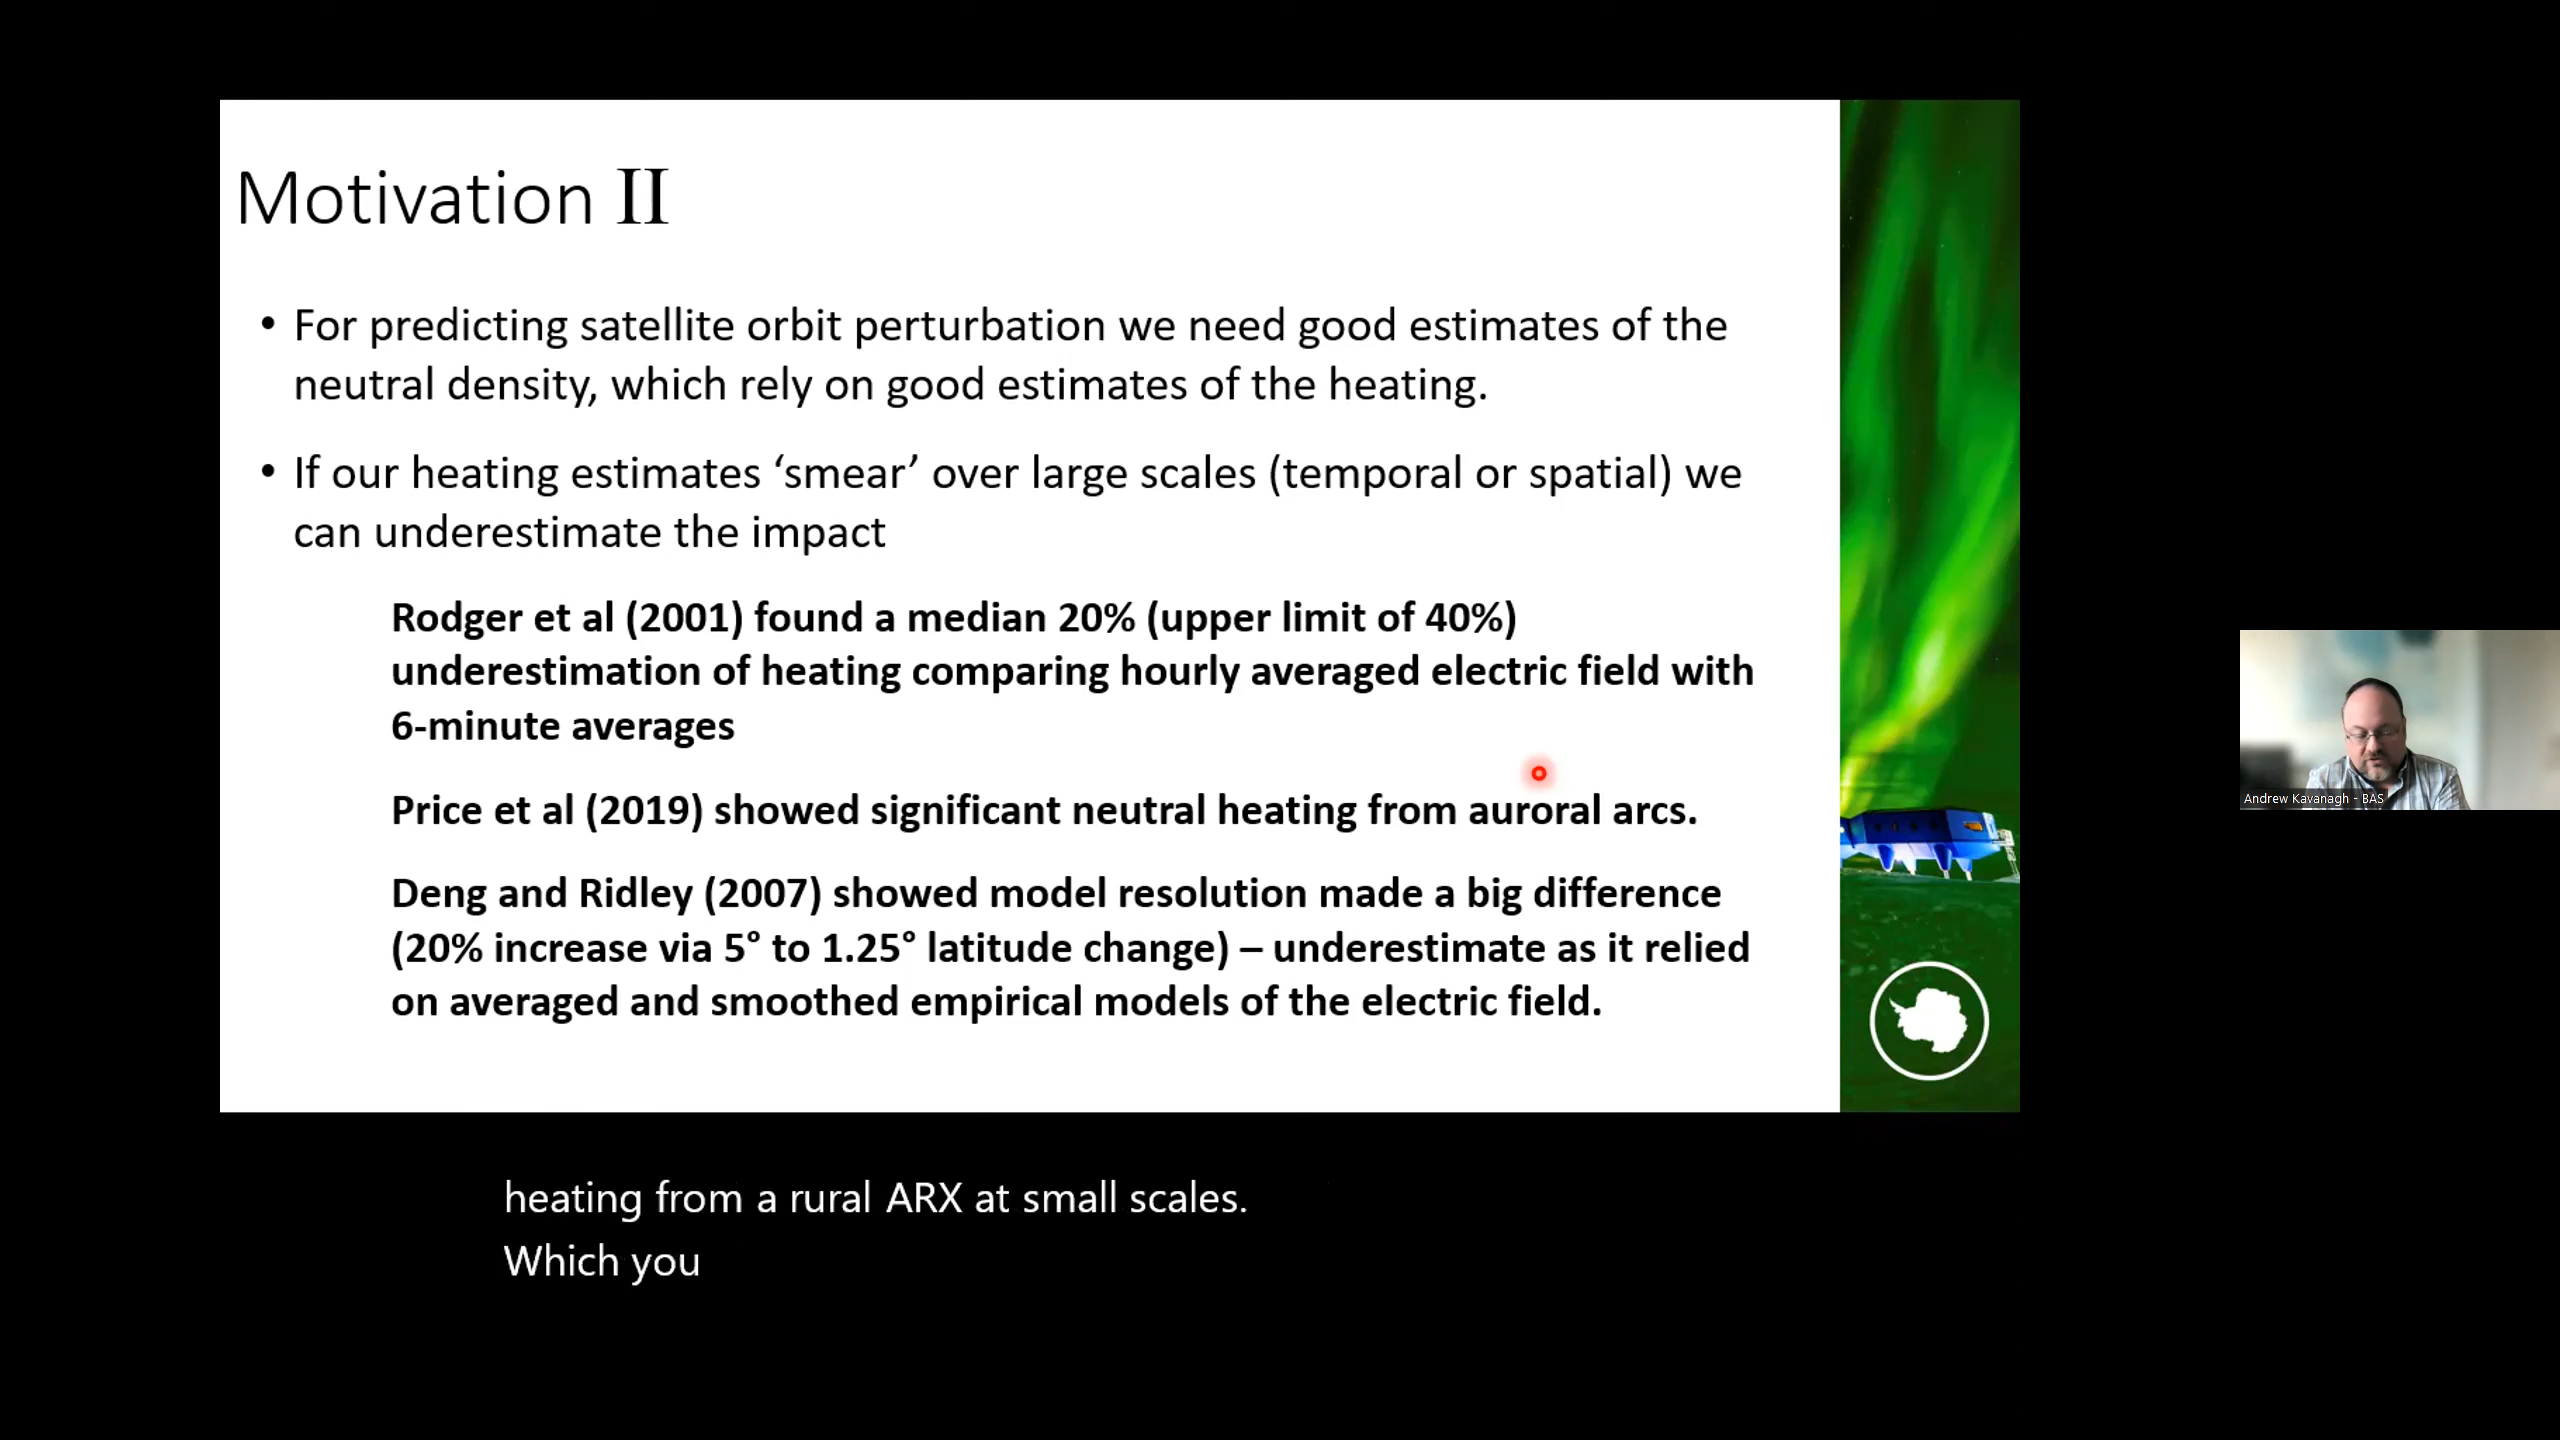 Motivation II
• For predicting satellite orbit perturbation we need good estimates of the
neutral density, which rely on good estimates of the heating.
• If our heating estimates ‘smear’ over large scales (temporal or spatial) we
can underestimate the impact
Rodger et al (2001) found a median 20% (upper limit of 40%)
underestimation of heating comparing hourly averaged electric field with
6-minute averages
Price et al (2019) showed significant neutral heating from auroral arcs.
Deng and Ridley (2007) showed model resolution made a big difference
(20% increase via 5° to 1.25° latitude change) – underestimate as it relied
on averaged and smoothed empirical models of the electric field.
Andrew Kavanagh - BAS
heating from a rural ARX at small scales.
Which you